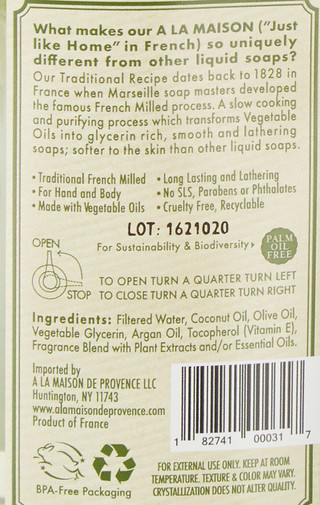 What makes our A LA MAISON ("Just
like Home" in French) so uniquely
different from other liquid soaps?
Our Traditional Recipe dates back to 1828 in
France when Marseille soap masters developed
the famous French Milled process. A slow cooking
and purifying process which transforms Vegetable
Oils into glycerin rich, smooth and lathering
soaps; softer to the skin than other liquid soaps.
• Traditional French Milled • Long Lasting and Lathering
• For Hand and Body • No SLS, Parabens or Phthalates
• Made with Vegetable Oils • Cruelty Free, Recyclable
LOT: 1621020
For Sustainability & Biodiversity
PALM
OIL
FREE
OPEN
STOP
TO OPEN TURN A QUARTER TURN LEFT
TO CLOSE TURN A QUARTER TURN RIGHT
Ingredients: Filtered Water, Coconut Oil, Olive Oil,
Vegetable Glycerin, Argan Oil, Tocopherol (Vitamin E),
Fragrance Blend with Plant Extracts and/or Essential Oils.
Imported by
A LA MAISON DE PROVENCE LLC
Huntington, NY 11743
www.alamaisondeprovence.com
Product of France
1 82741 00031 7
BPA-Free Packaging
FOR EXTERNAL USE ONLY. KEEP AT ROOM
TEMPERATURE. TEXTURE & COLOR MAY VARY.
CRYSTALLIZATION DOES NOT ALTER QUALITY.